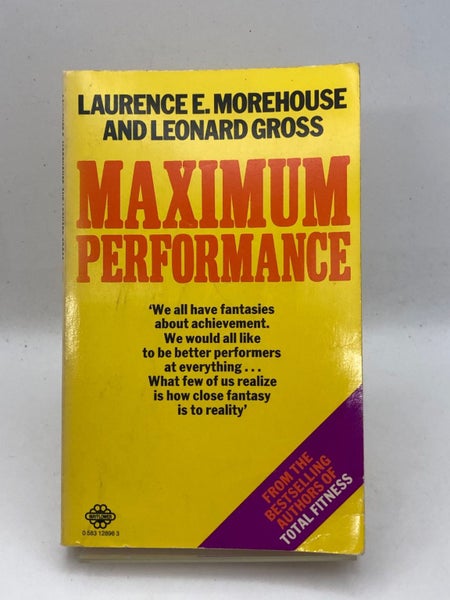 LAURENCE E. MOREHOUSE
AND LEONARD GROSS
MAXIMUM
PERFORMANCE
‘We all have fantasies
about achievement.
We would all like
to be better performers
at everything...
What few of us realize
is how close fantasy
is to reality’
FROM THE
BESTSELLING
AUTHORS OF
TOTAL FITNESS
MAYFLOWER
0 583 12898 3